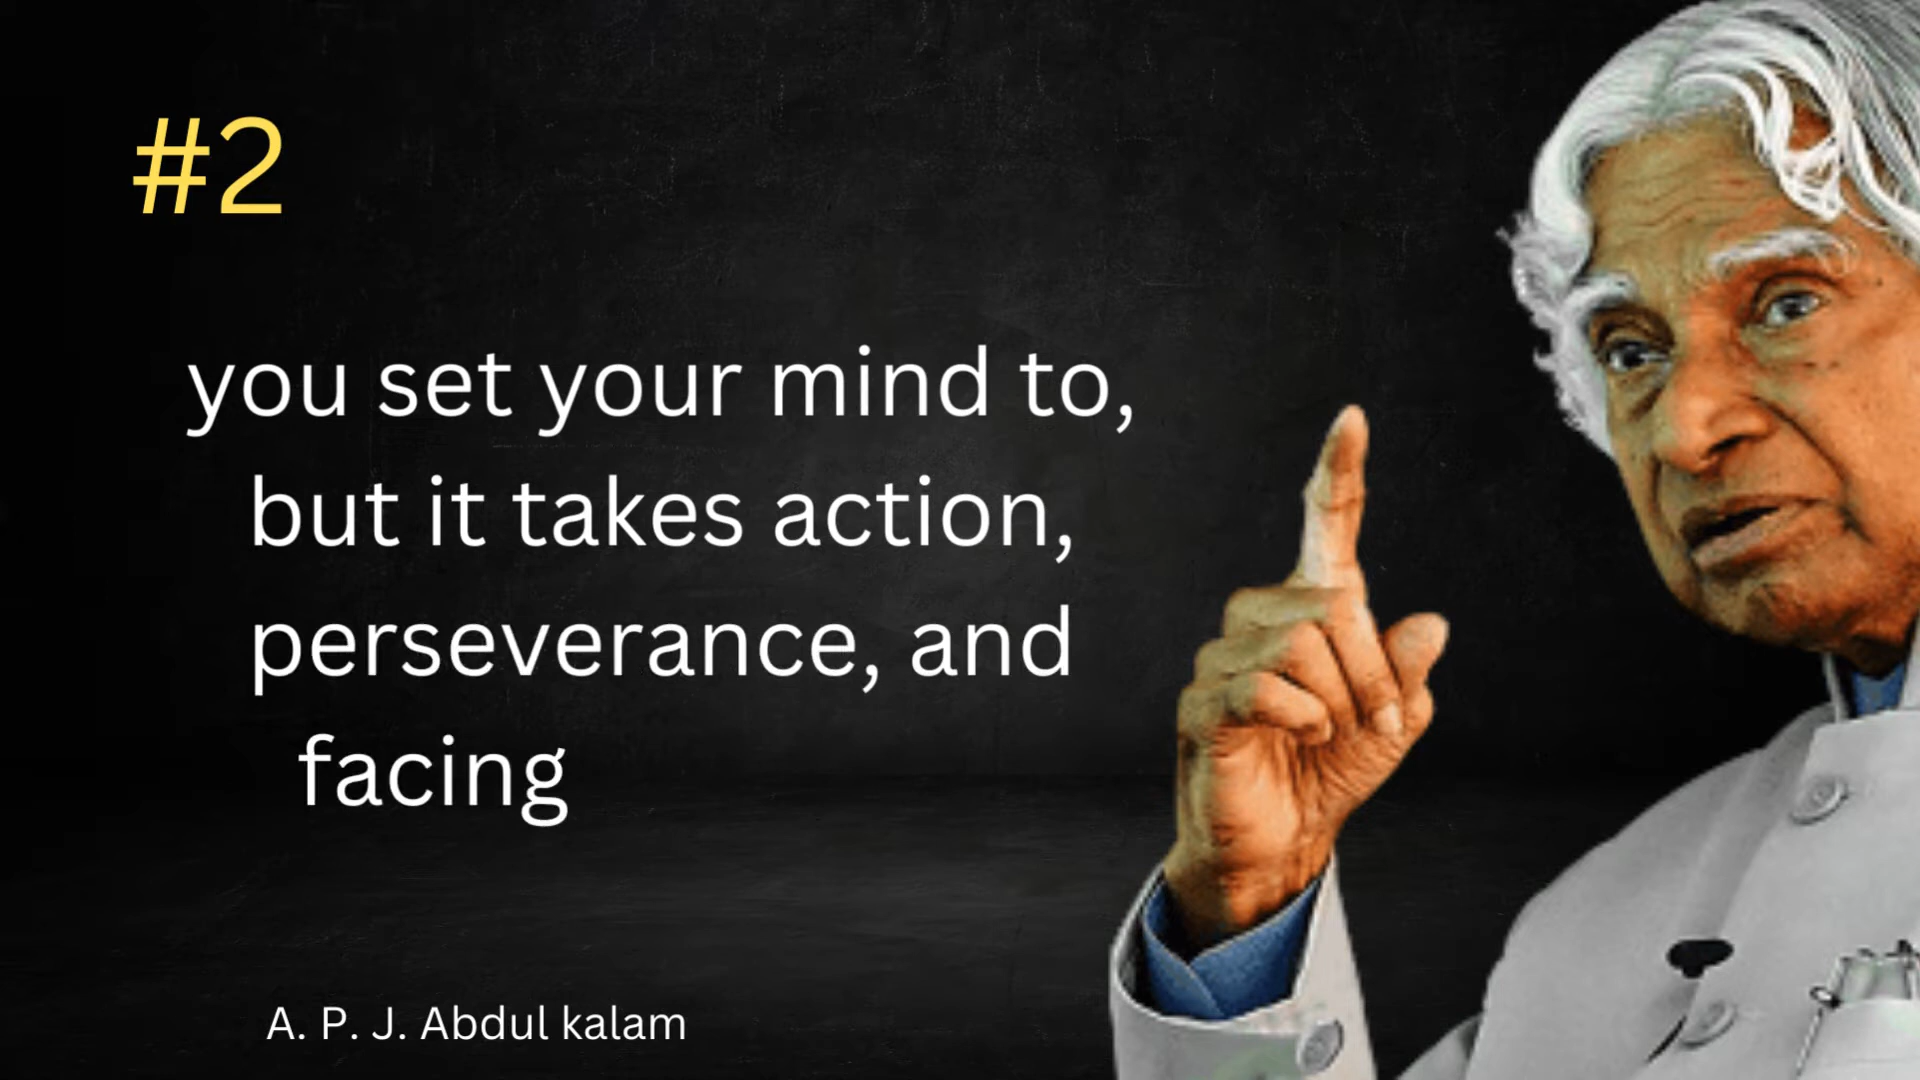 #2
you set your mind to,
but it takes action,
perseverance, and
facing
A. P. J. Abdul kalam